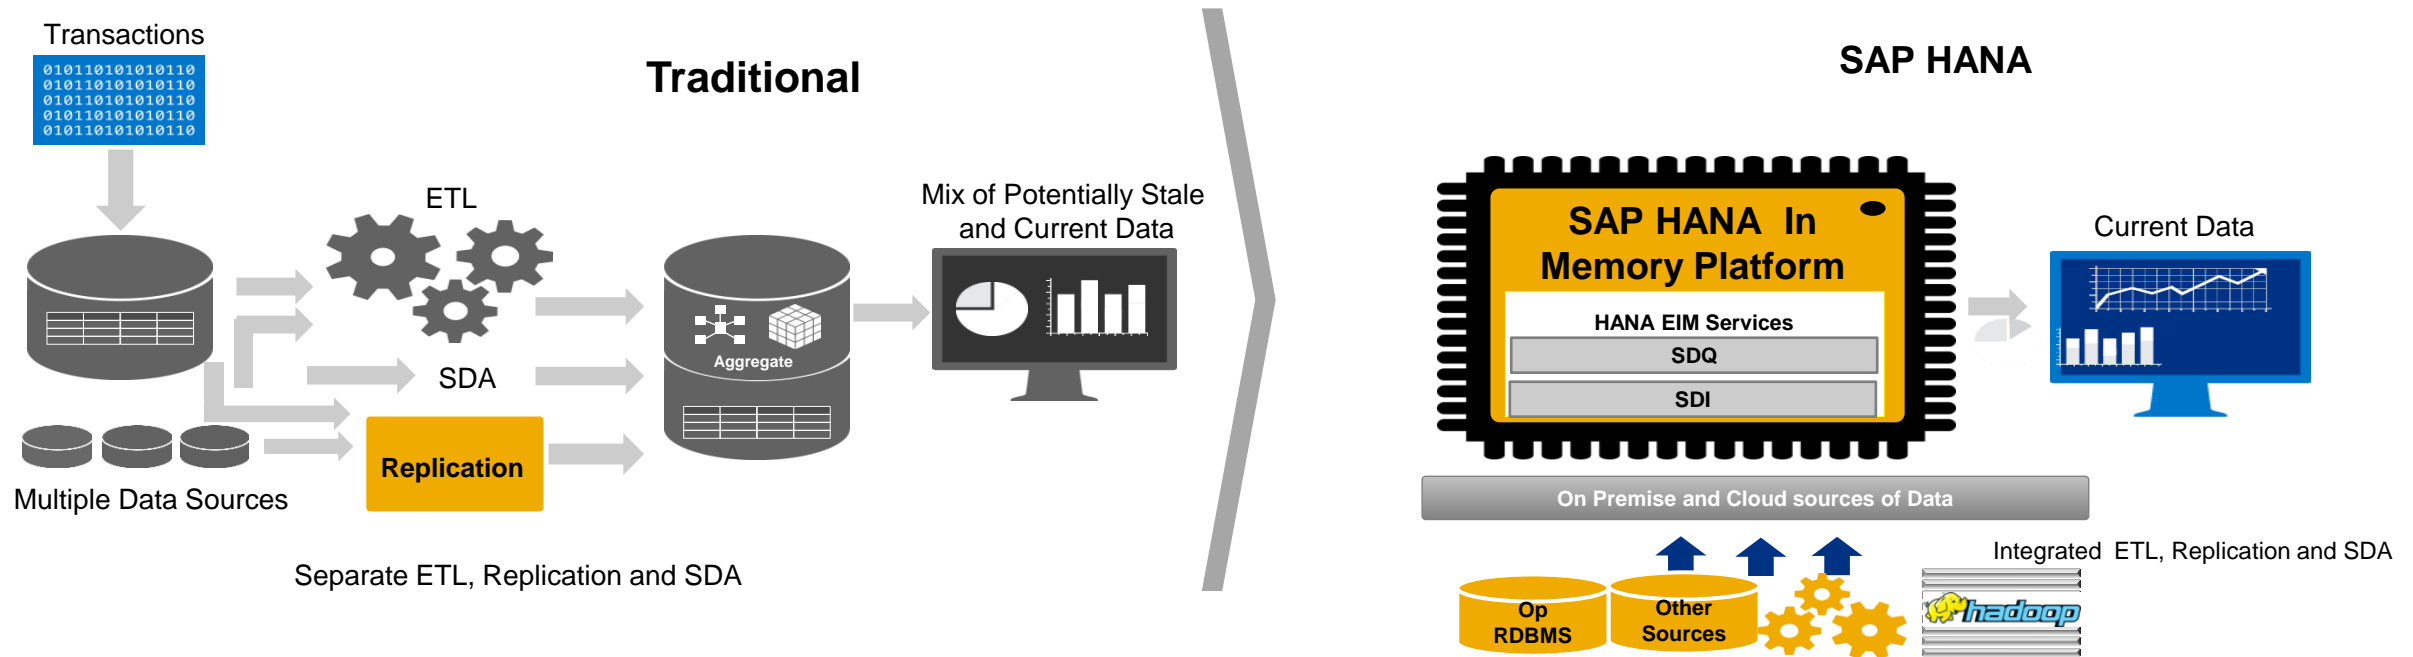 Transactions
010110101010110
010110101010110
010110101010110
010110101010110
010110101010110
Traditional
ETL
SDA
Replication
Multiple Data Sources
Separate ETL, Replication and SDA
Aggregate
Mix of Potentially Stale
and Current Data
SAP HANA
SAP HANA In
Memory Platform
HANA EIM Services
SDQ
SDI
Current Data
On Premise and Cloud sources of Data
Integrated ETL, Replication and SDA
Op
RDBMS
Other
Sources
hadoop